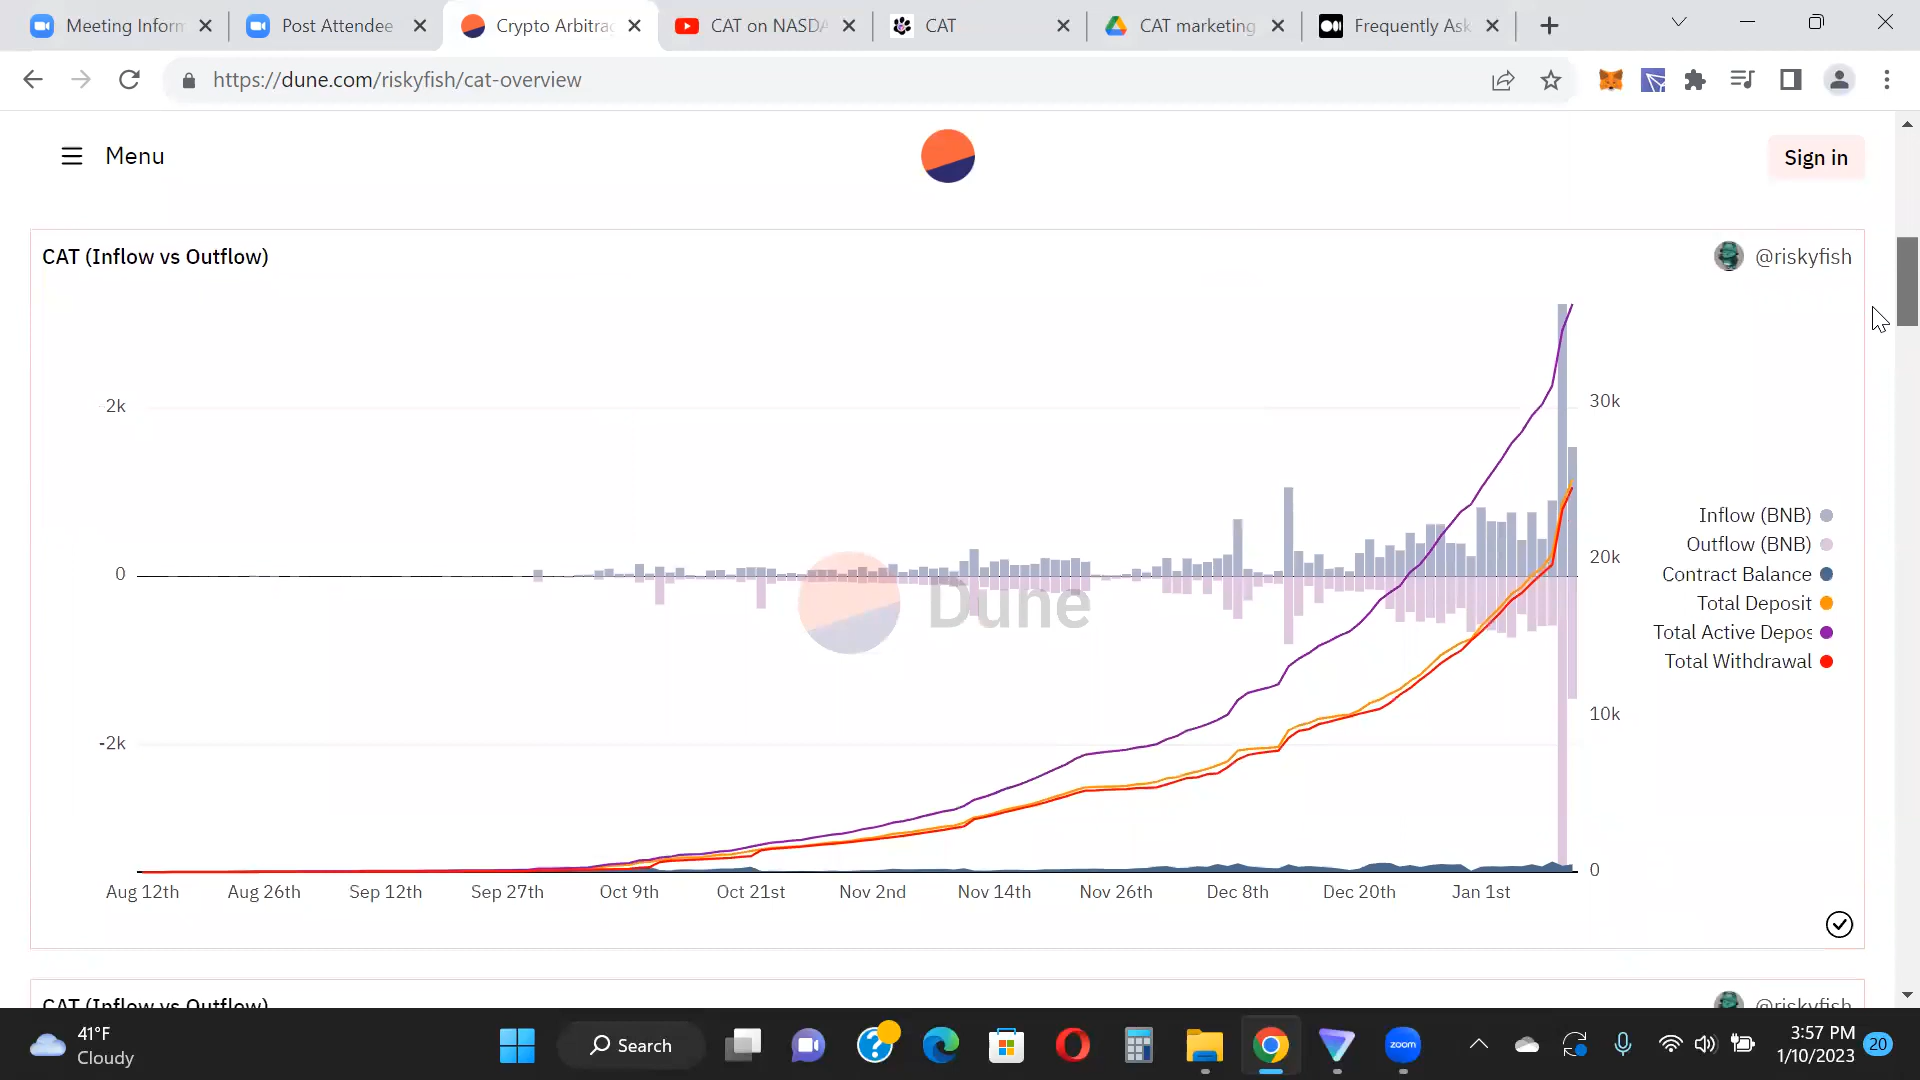 Meeting Inform
Post Attendee
Crypto Arbitrag
CAT on NASDA
CAT
CAT marketing
Frequently Ask
https://dune.com/riskyfish/cat-overview
Menu
Sign in
CAT (Inflow vs Outflow)
@riskyfish
2k
0
-2k
30k
20k
10k
0
Inflow (BNB)
Outflow (BNB)
Contract Balance
Total Deposit
Total Active Depos
Total Withdrawal
Dune
Aug 12th
Aug 26th
Sep 12th
Sep 27th
Oct 9th
Oct 21st
Nov 2nd
Nov 14th
Nov 26th
Dec 8th
Dec 20th
Jan 1st
CAT (Inflow vs Outflow)
@riskyfish
41°F
Cloudy
Search
zoom
3:57 PM
1/10/2023
20